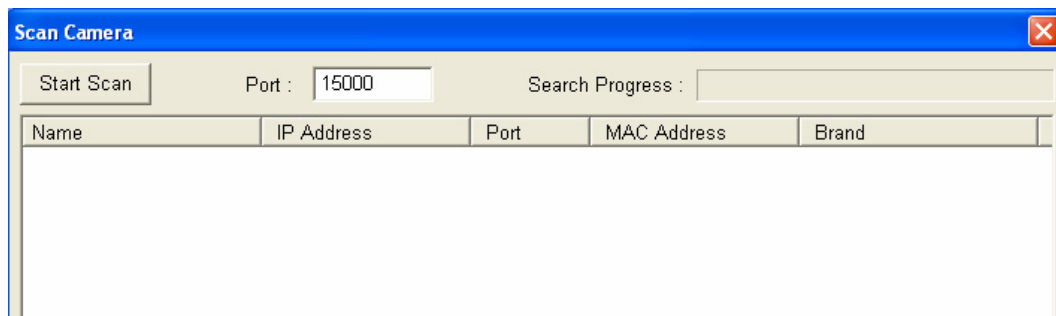 Scan Camera
Start Scan Port : 15000 Search Progress :
Name IP Address Port MAC Address Brand